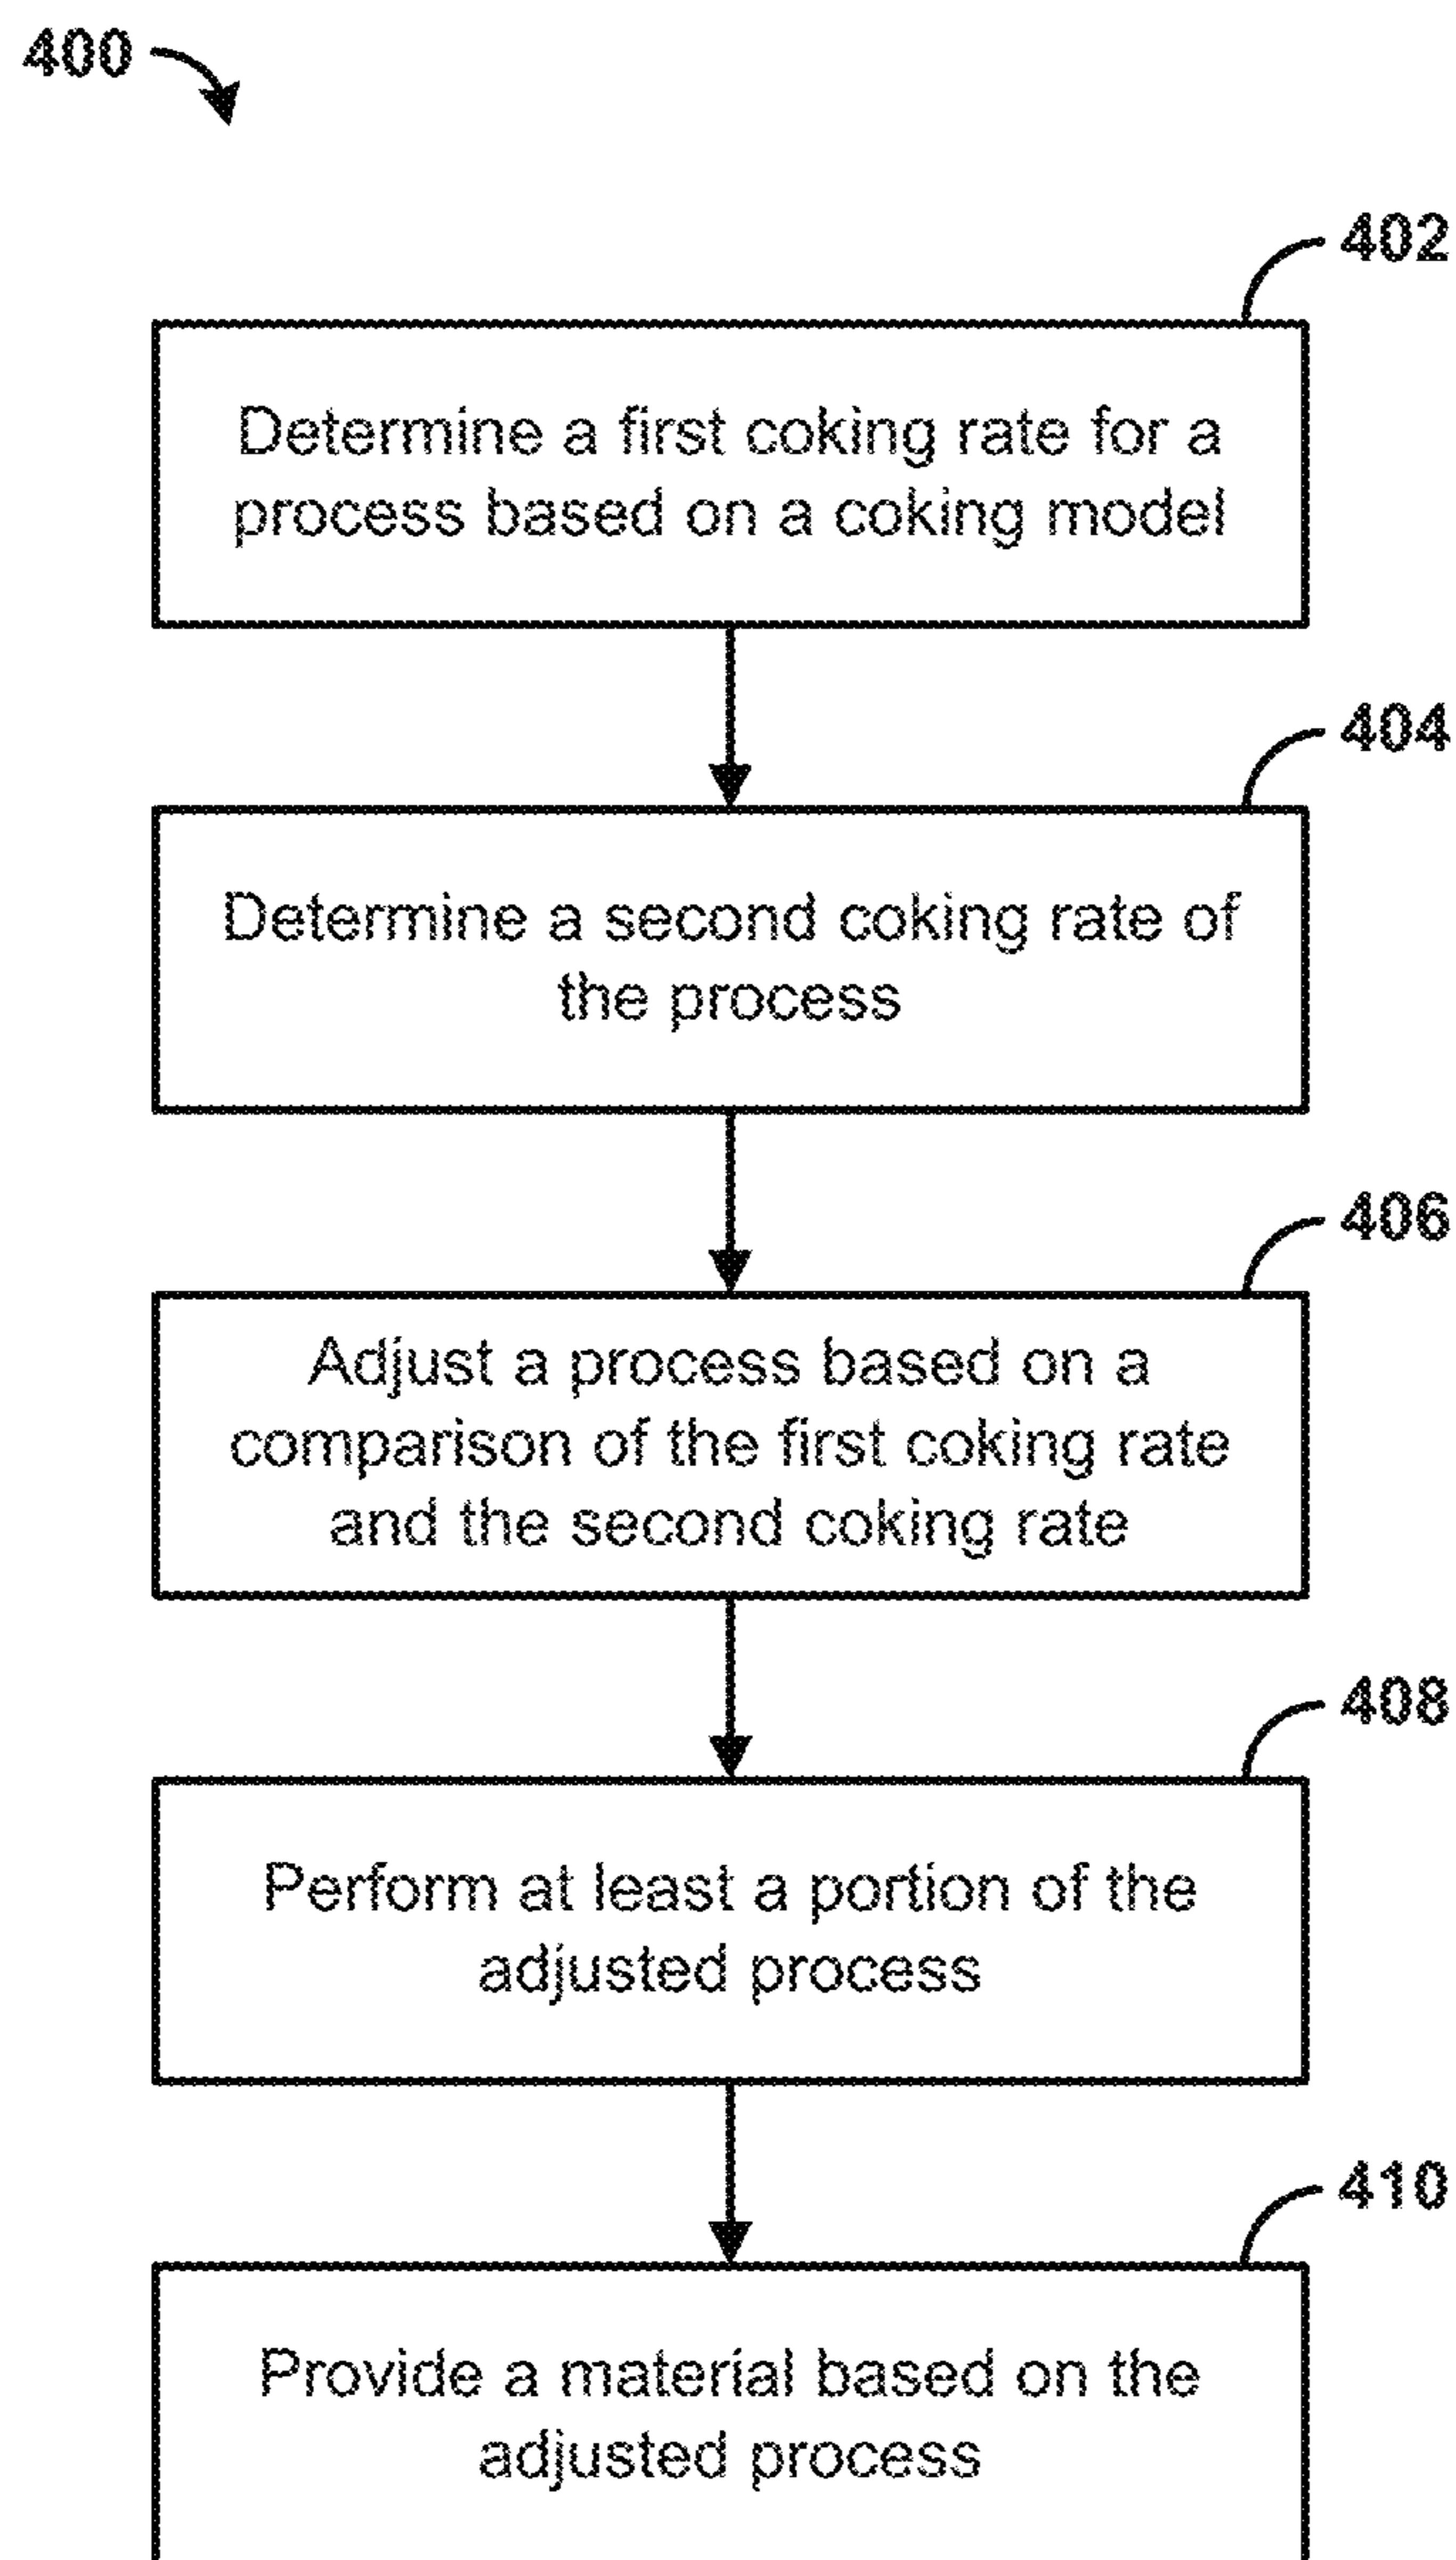 400
402
Determine a first coking rate for a
process based on a coking model
404
Determine a second coking rate of
the process
406
Adjust a process based on a
comparison of the first coking rate
and the second coking rate
408
Perform at least a portion of the
adjusted process
410
Provide a material based on the
adjusted process